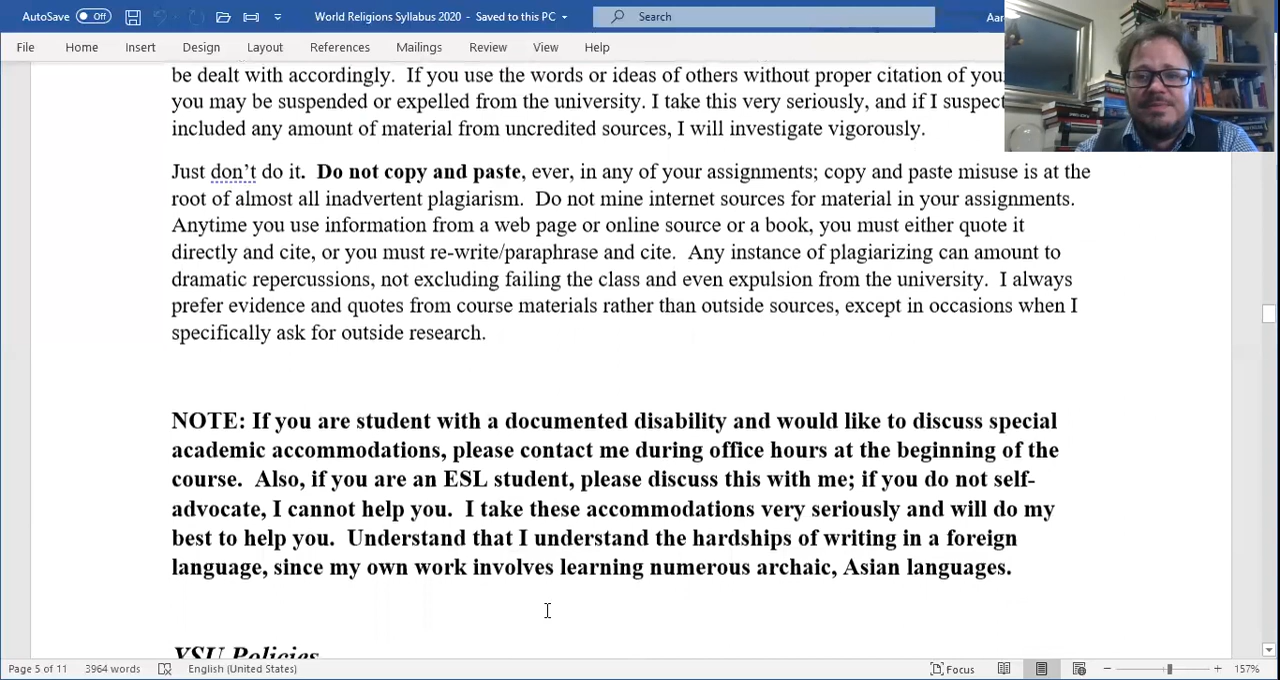 AutoSave Off World Religions Syllabus 2020 - Saved to this PC Search
File Home Insert Design Layout References Mailings Review View Help
be dealt with accordingly. If you use the words or ideas of others without proper citation of
you may be suspended or expelled from the university. I take this very seriously, and if I suspect
included any amount of material from uncredited sources, I will investigate vigorously.
Just don’t do it. Do not copy and paste, ever, in any of your assignments; copy and paste misuse is at the
root of almost all inadvertent plagiarism. Do not mine internet sources for material in your assignments.
Anytime you use information from a web page or online source or a book, you must either quote it
directly and cite, or you must re-write/paraphrase and cite. Any instance of plagiarizing can amount to
dramatic repercussions, not excluding failing the class and even expulsion from the university. I always
prefer evidence and quotes from course materials rather than outside sources, except in occasions when I
specifically ask for outside research.
NOTE: If you are student with a documented disability and would like to discuss special
academic accommodations, please contact me during office hours at the beginning of the
course. Also, if you are an ESL student, please discuss this with me; if you do not self-
advocate, I cannot help you. I take these accommodations very seriously and will do my
best to help you. Understand that I understand the hardships of writing in a foreign
language, since my own work involves learning numerous archaic, Asian languages.
YSU Policies
Page 5 of 11 3964 words English (United States) Focus 157%